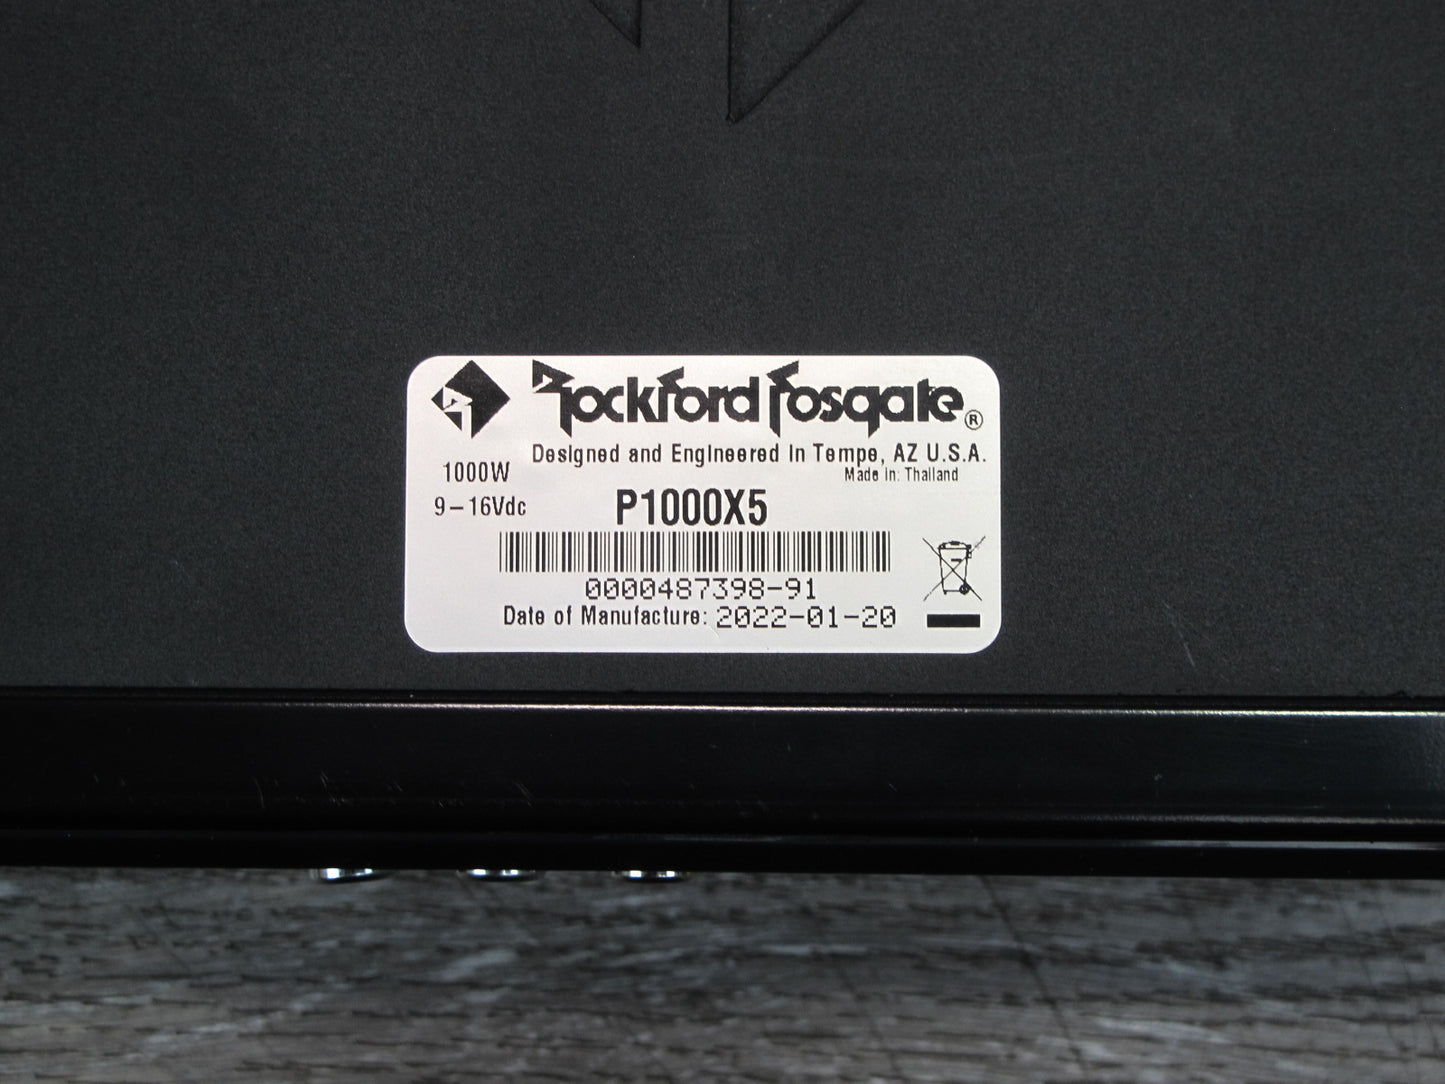 Rockford Fosgate®
Designed and Engineered in Tempe, AZ U.S.A.
Made in: Thailand
1000W
9-16Vdc
P1000X5
0000487398-91
Date of Manufacture: 2022-01-20